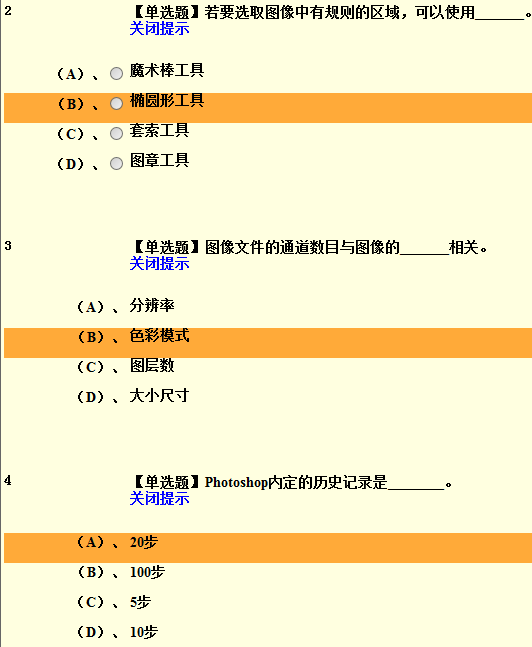 2 【单选题】若要选取图像中有规则的区域，可以使用______。
关闭提示
（A）、 魔术棒工具
（B）、 椭圆形工具
（C）、 套索工具
（D）、 图章工具
3 【单选题】图像文件的通道数目与图像的______相关。
关闭提示
（A）、 分辨率
（B）、 色彩模式
（C）、 图层数
（D）、 大小尺寸
4 【单选题】Photoshop内定的历史记录是_______。
关闭提示
（A）、 20步
（B）、 100步
（C）、 5步
（D）、 10步